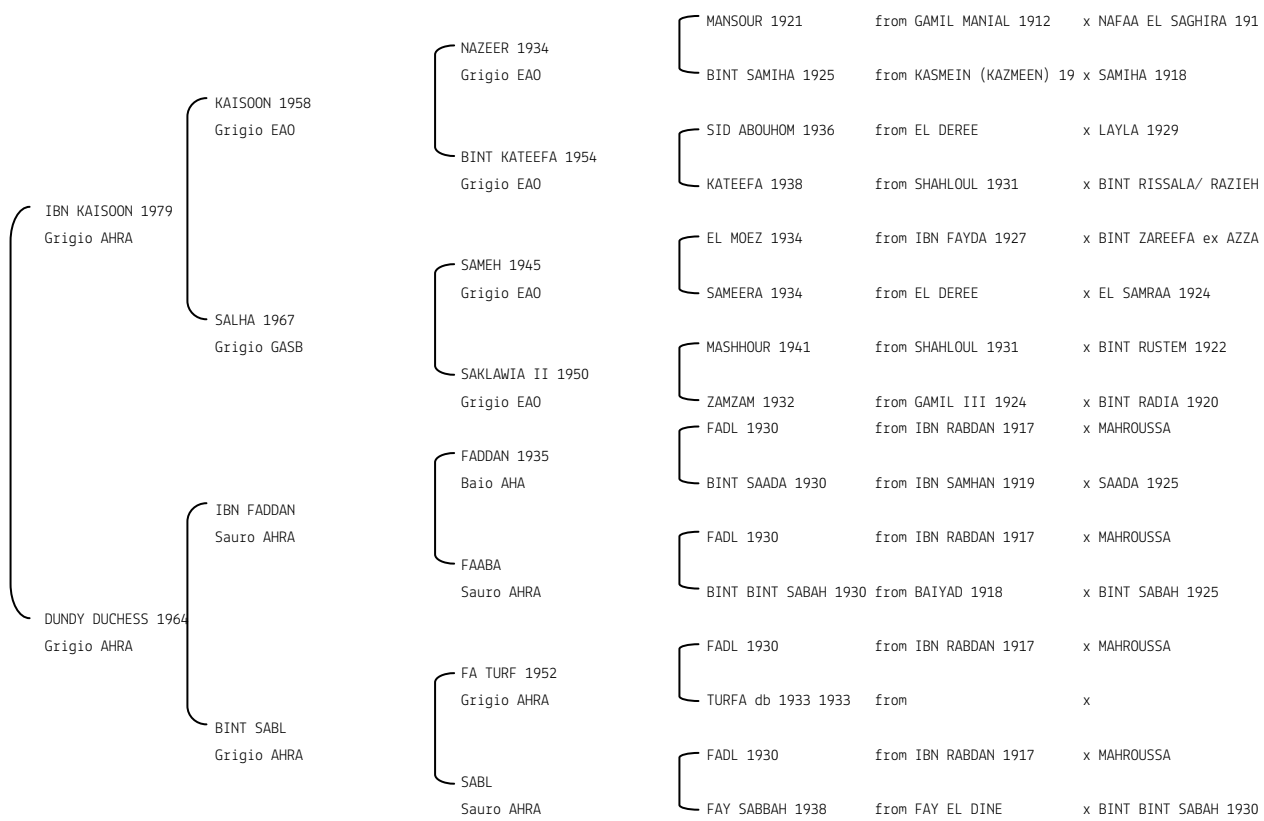 MANSOUR 1921 from GAMIL MANIAL 1912 x NAFAA EL SAGHIRA 191
NAZEER 1934
Grigio EAO BINT SAMIHA 1925 from KASMEIN (KAZMEEN) 19 x SAMIHA 1918
KAISOON 1958
Grigio EAO SID ABOUHOM 1936 from EL DEREE x LAYLA 1929
BINT KATEEFA 1954
Grigio EAO KATEEFA 1938 from SHAHLOUL 1931 x BINT RISSALA/ RAZIEH
IBN KAISOON 1979
Grigio AHRA EL MOEZ 1934 from IBN FAYDA 1927 x BINT ZAREEFA ex AZZA
SAMEH 1945
Grigio EAO SAMEERA 1934 from EL DEREE x EL SAMRAA 1924
SALHA 1967
Grigio GASB MASHHOUR 1941 from SHAHLOUL 1931 x BINT RUSTEM 1922
SAKLAWIA II 1950
Grigio EAO ZAMZAM 1932 from GAMIL III 1924 x BINT RADIA 1920
FADL 1930 from IBN RABDAN 1917 x MAHROUSSA
FADDAN 1935
Baio AHA BINT SAADA 1930 from IBN SAMHAN 1919 x SAADA 1925
IBN FADDAN
Sauro AHRA FADL 1930 from IBN RABDAN 1917 x MAHROUSSA
FAABA
Sauro AHRA BINT BINT SABAH 1930 from BAIYAD 1918 x BINT SABAH 1925
DUNDY DUCHESS 1964
Grigio AHRA FADL 1930 from IBN RABDAN 1917 x MAHROUSSA
FA TURF 1952
Grigio AHRA TURFA db 1933 1933 from x
BINT SABL
Grigio AHRA FADL 1930 from IBN RABDAN 1917 x MAHROUSSA
SABL
Sauro AHRA FAY SABBAH 1938 from FAY EL DINE x BINT BINT SABAH 1930